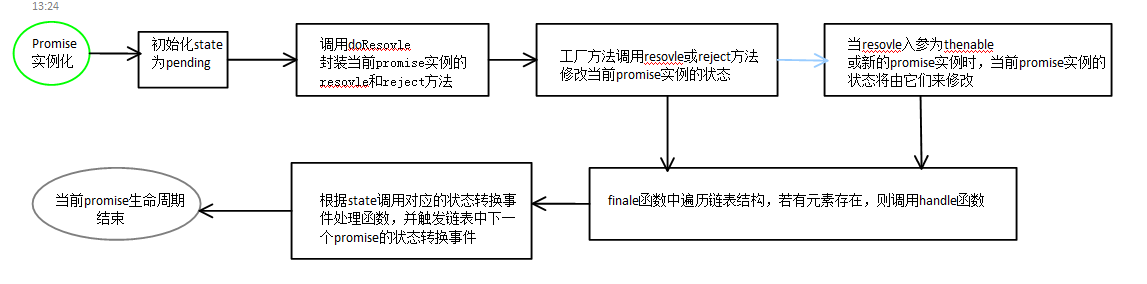 13:24
Promise
实例化
初始化state
为pending
调用doResovle
封装当前promise实例的
resovle和reject方法
工厂方法调用resovle或reject方法
修改当前promise实例的状态
当resovle入参为thenable
或新的promise实例时，当前promise实例的
状态将由它们来修改
finale函数中遍历链表结构，若有元素存在，则调用handle函数
根据state调用对应的状态转换事
件处理函数，并触发链表中下一
个promise的状态转换事件
当前promise生命周期
结束